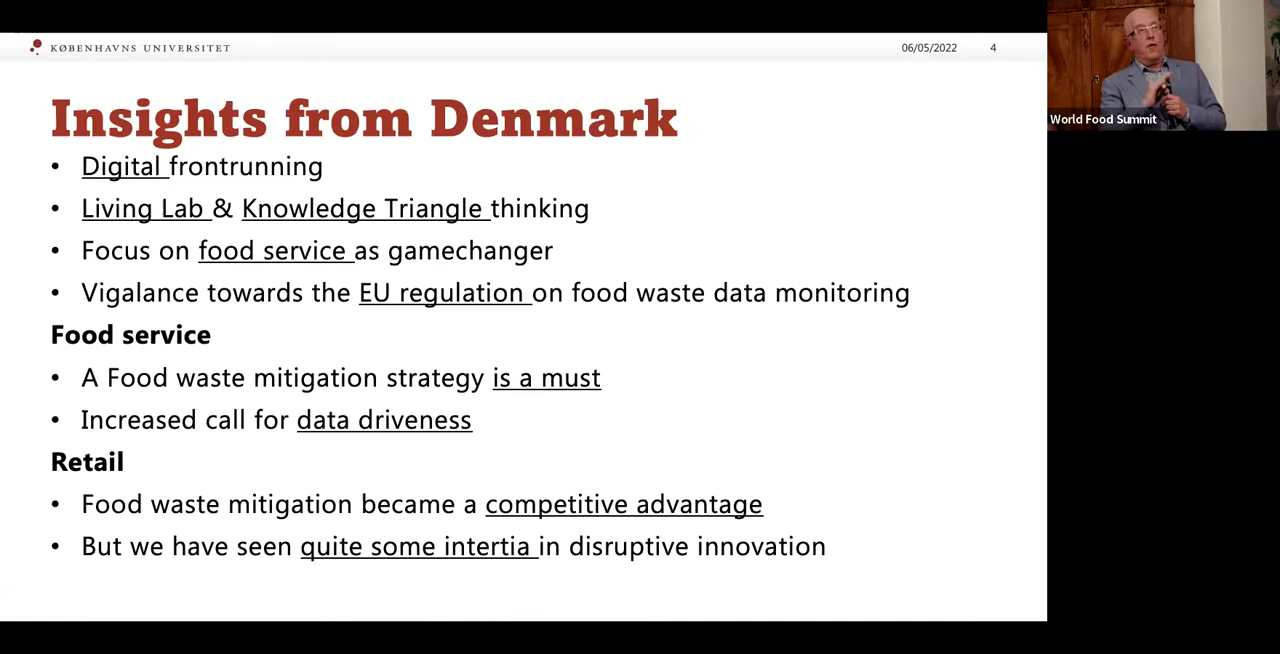 KØBENHAVNS UNIVERSITET
06/05/2022 4
Insights from Denmark
• Digital frontrunning
• Living Lab & Knowledge Triangle thinking
• Focus on food service as gamechanger
• Vigalance towards the EU regulation on food waste data monitoring
Food service
• A Food waste mitigation strategy is a must
• Increased call for data driveness
Retail
• Food waste mitigation became a competitive advantage
• But we have seen quite some intertia in disruptive innovation
World Food Summit